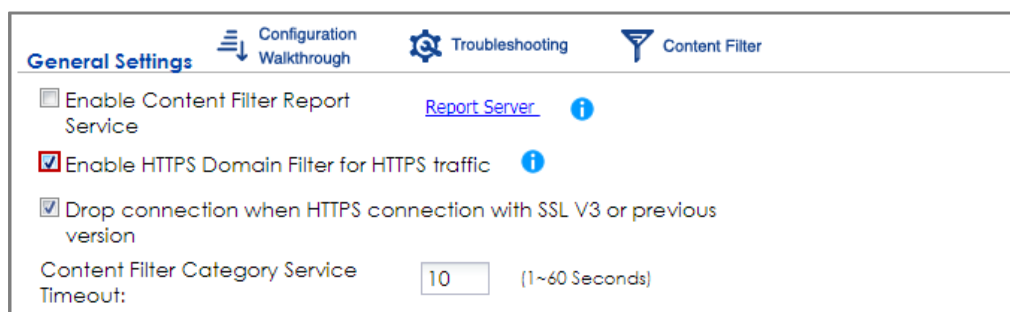 Configuration
Walkthrough
Troubleshooting
Content Filter
General Settings
Enable Content Filter Report
Service
Report Server
Enable HTTPS Domain Filter for HTTPS traffic
Drop connection when HTTPS connection with SSL V3 or previous
version
Content Filter Category Service
Timeout:
10
(1~60 Seconds)